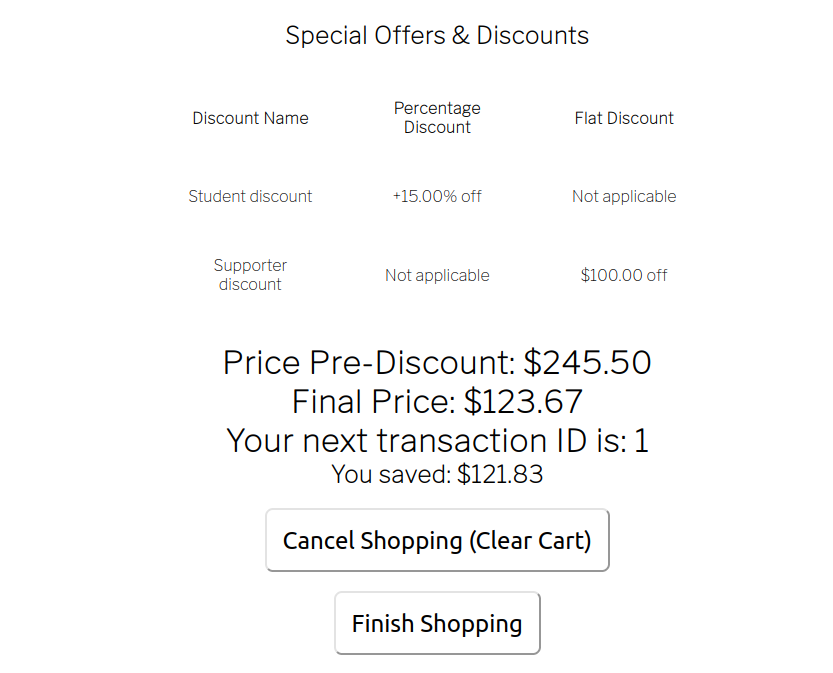 Special Offers & Discounts
Discount Name
Percentage
Discount
Flat Discount
Student discount
+15.00% off
Not applicable
Supporter
discount
Not applicable
$100.00 off
Price Pre-Discount: $245.50
Final Price: $123.67
Your next transaction ID is: 1
You saved: $121.83
Cancel Shopping (Clear Cart)
Finish Shopping